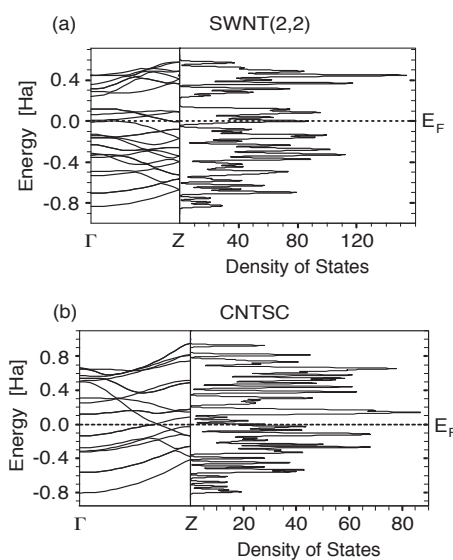 (a) SWNT(2,2)
Energy [Ha]
0.4
0.0
-0.4
-0.8
E_F
Γ Z 40 80 120
Density of States
(b) CNTSC
Energy [Ha]
0.8
0.4
0.0
-0.4
-0.8
E_F
Γ Z 20 40 60 80
Density of States